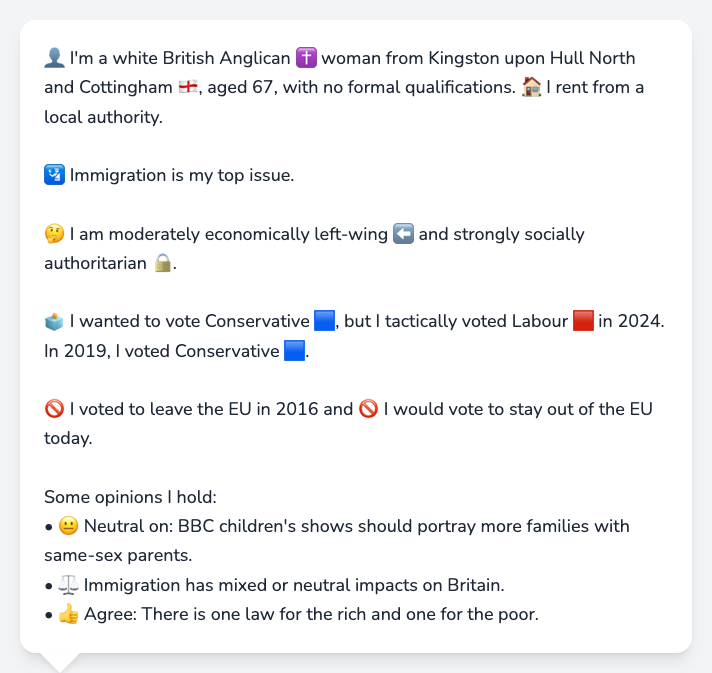 👤 I'm a white British Anglican ✝️ woman from Kingston upon Hull North
and Cottingham 🏴󠁧󠁢󠁥󠁮󠁧󠁿, aged 67, with no formal qualifications. 🏠 I rent from a
local authority.
🛂 Immigration is my top issue.
🤔 I am moderately economically left-wing ⬅️ and strongly socially
authoritarian 🔒.
🗳️ I wanted to vote Conservative 🟦, but I tactically voted Labour 🟥 in 2024.
In 2019, I voted Conservative 🟦.
🚫 I voted to leave the EU in 2016 and 🚫 I would vote to stay out of the EU
today.
Some opinions I hold:
• 😐 Neutral on: BBC children's shows should portray more families with
same-sex parents.
• ⚖️ Immigration has mixed or neutral impacts on Britain.
• 👍 Agree: There is one law for the rich and one for the poor.